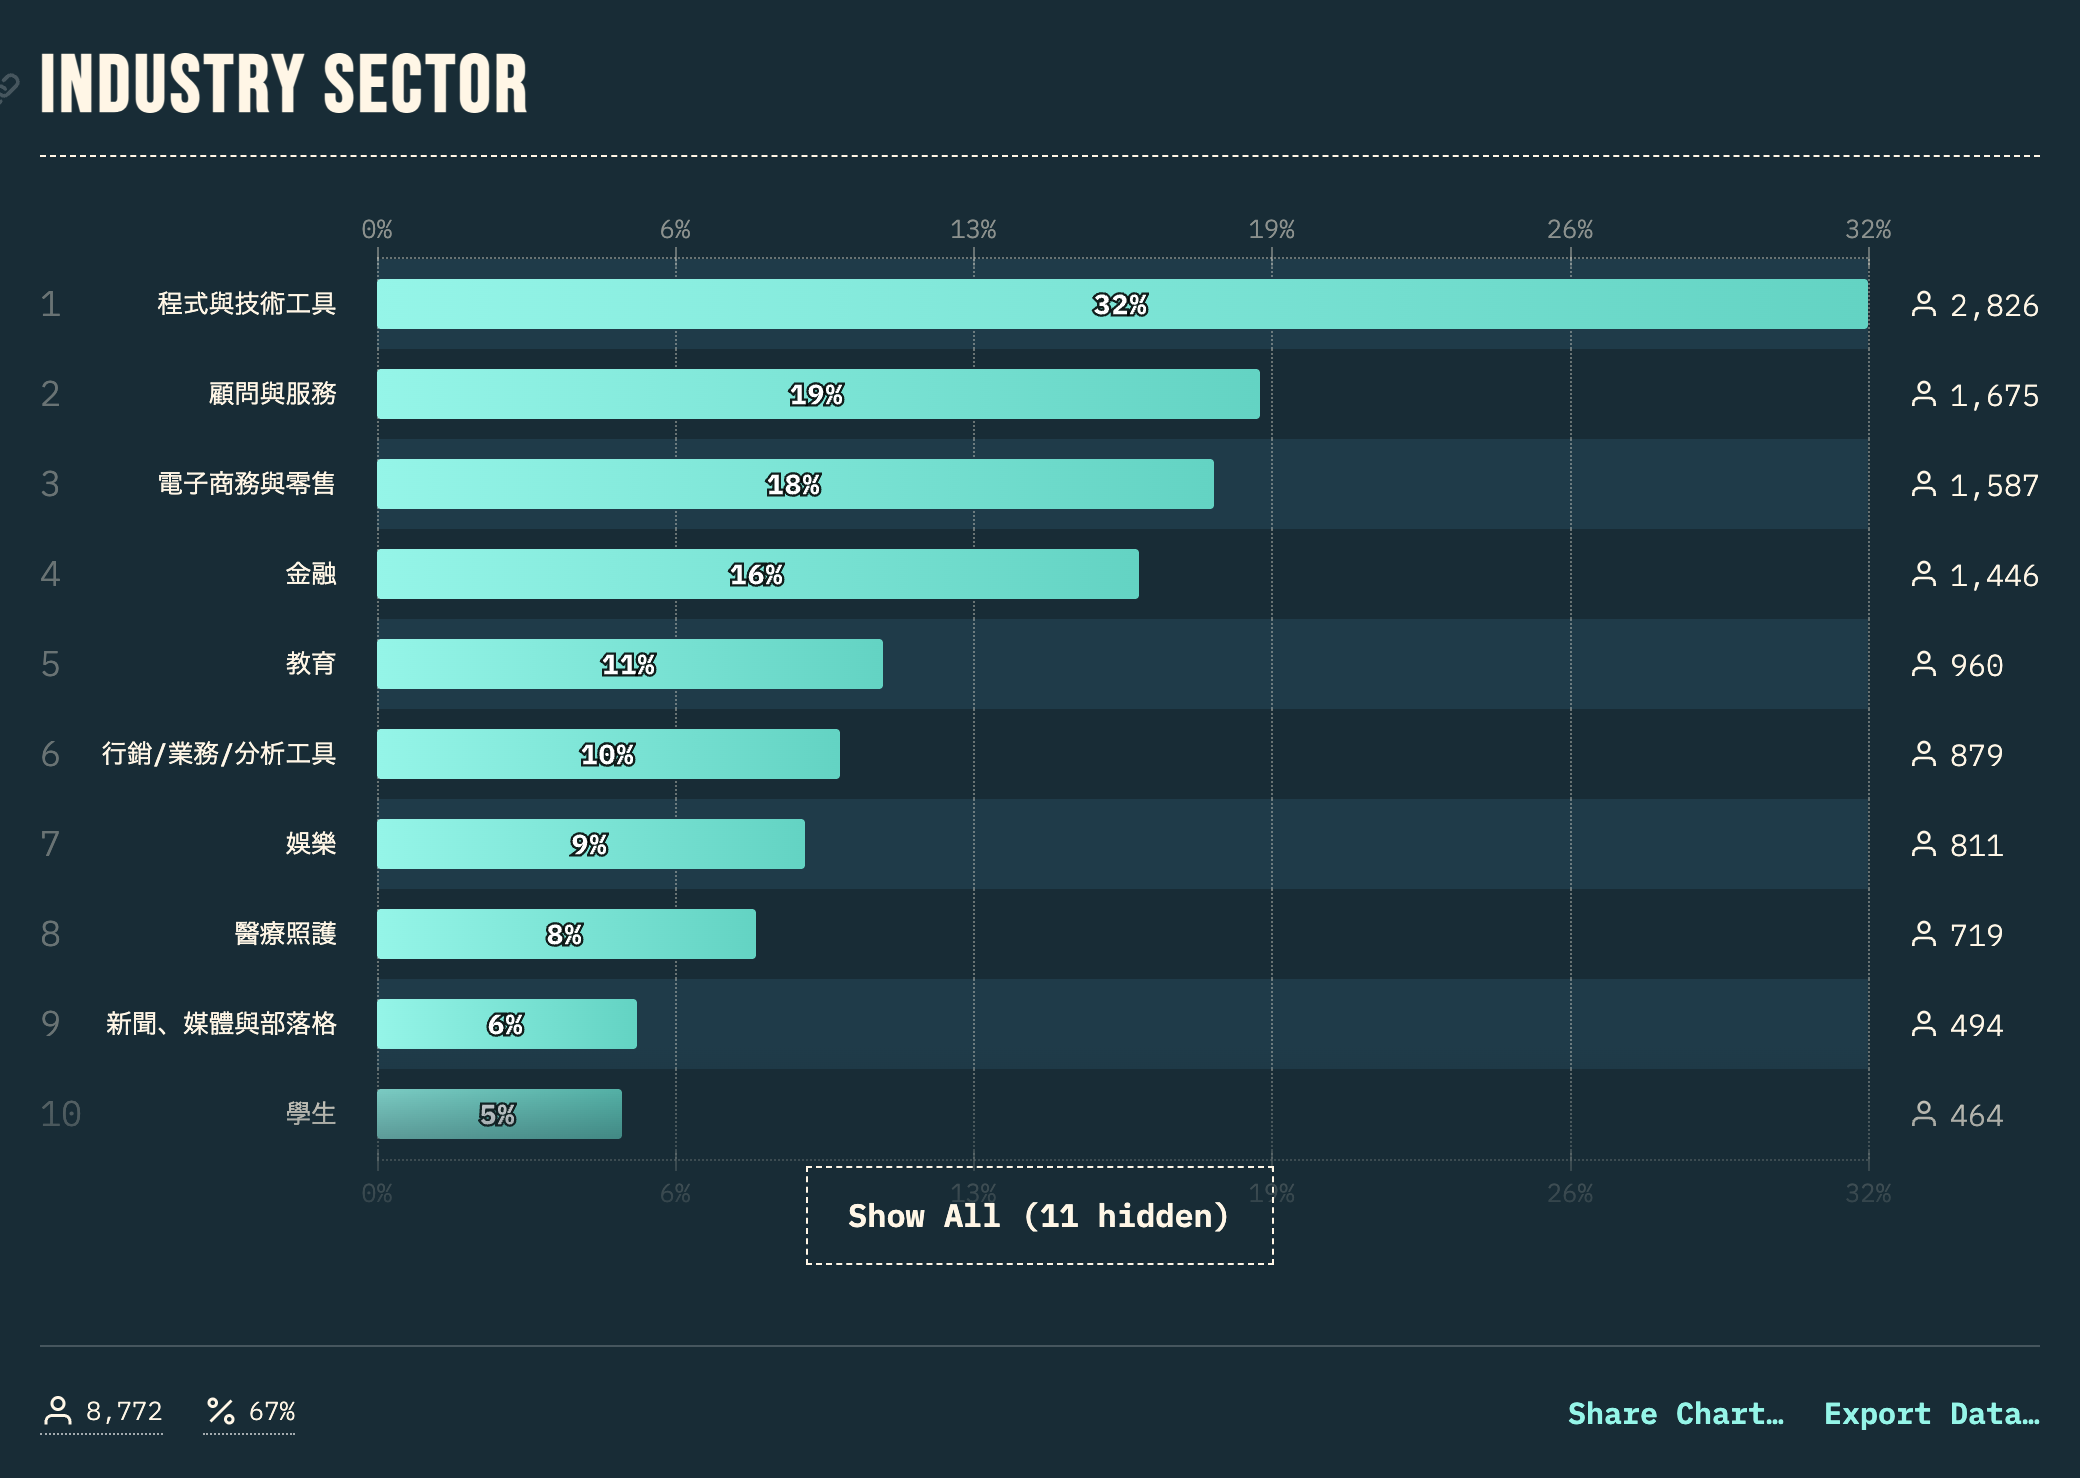 INDUSTRY SECTOR
0% 6% 13% 19% 26% 32%
1 程式與技術工具 32% 2,826
2 顧問與服務 19% 1,675
3 電子商務與零售 18% 1,587
4 金融 16% 1,446
5 教育 11% 960
6 行銷/業務/分析工具 10% 879
7 娛樂 9% 811
8 醫療照護 8% 719
9 新聞、媒體與部落格 6% 494
10 學生 5% 464
0% 6% 13% 19% 26% 32%
Show All (11 hidden)
8,772 67% Share Chart… Export Data…